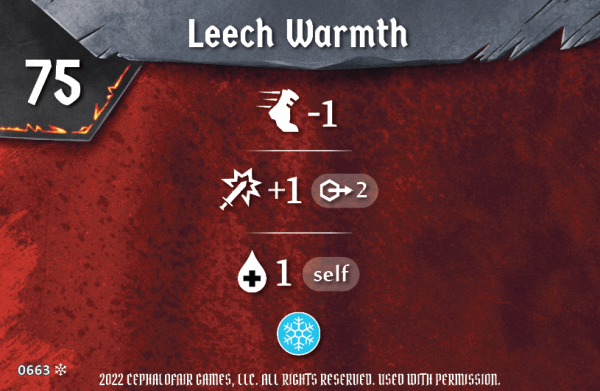 Leech Warmth
75
-1
+1 2
1 self
0663
2022 CEPHALOFAIR GAMES, LLC. ALL RIGHTS RESERVED. USED WITH PERMISSION.